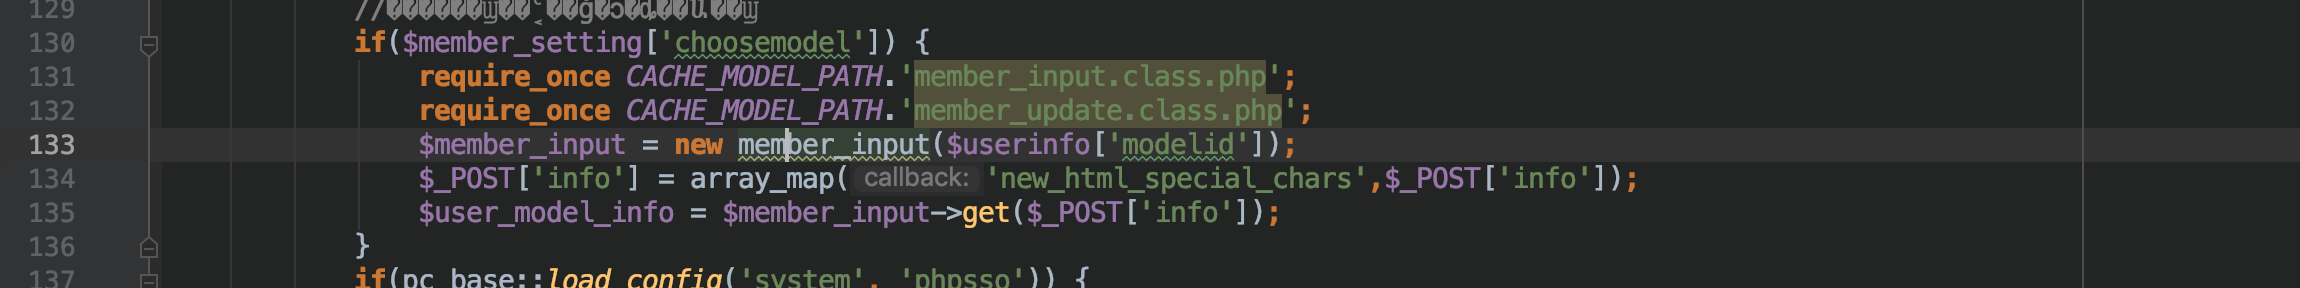 129 //
130 if($member_setting['choosemodel']) {
131 require_once CACHE_MODEL_PATH.'member_input.class.php';
132 require_once CACHE_MODEL_PATH.'member_update.class.php';
133 $member_input = new member_input($userinfo['modelid']);
134 $_POST['info'] = array_map( callback: 'new_html_special_chars',$_POST['info']);
135 $user_model_info = $member_input->get($_POST['info']);
136 }
137 if(pc_base::load_config('system', 'phpsso')) {